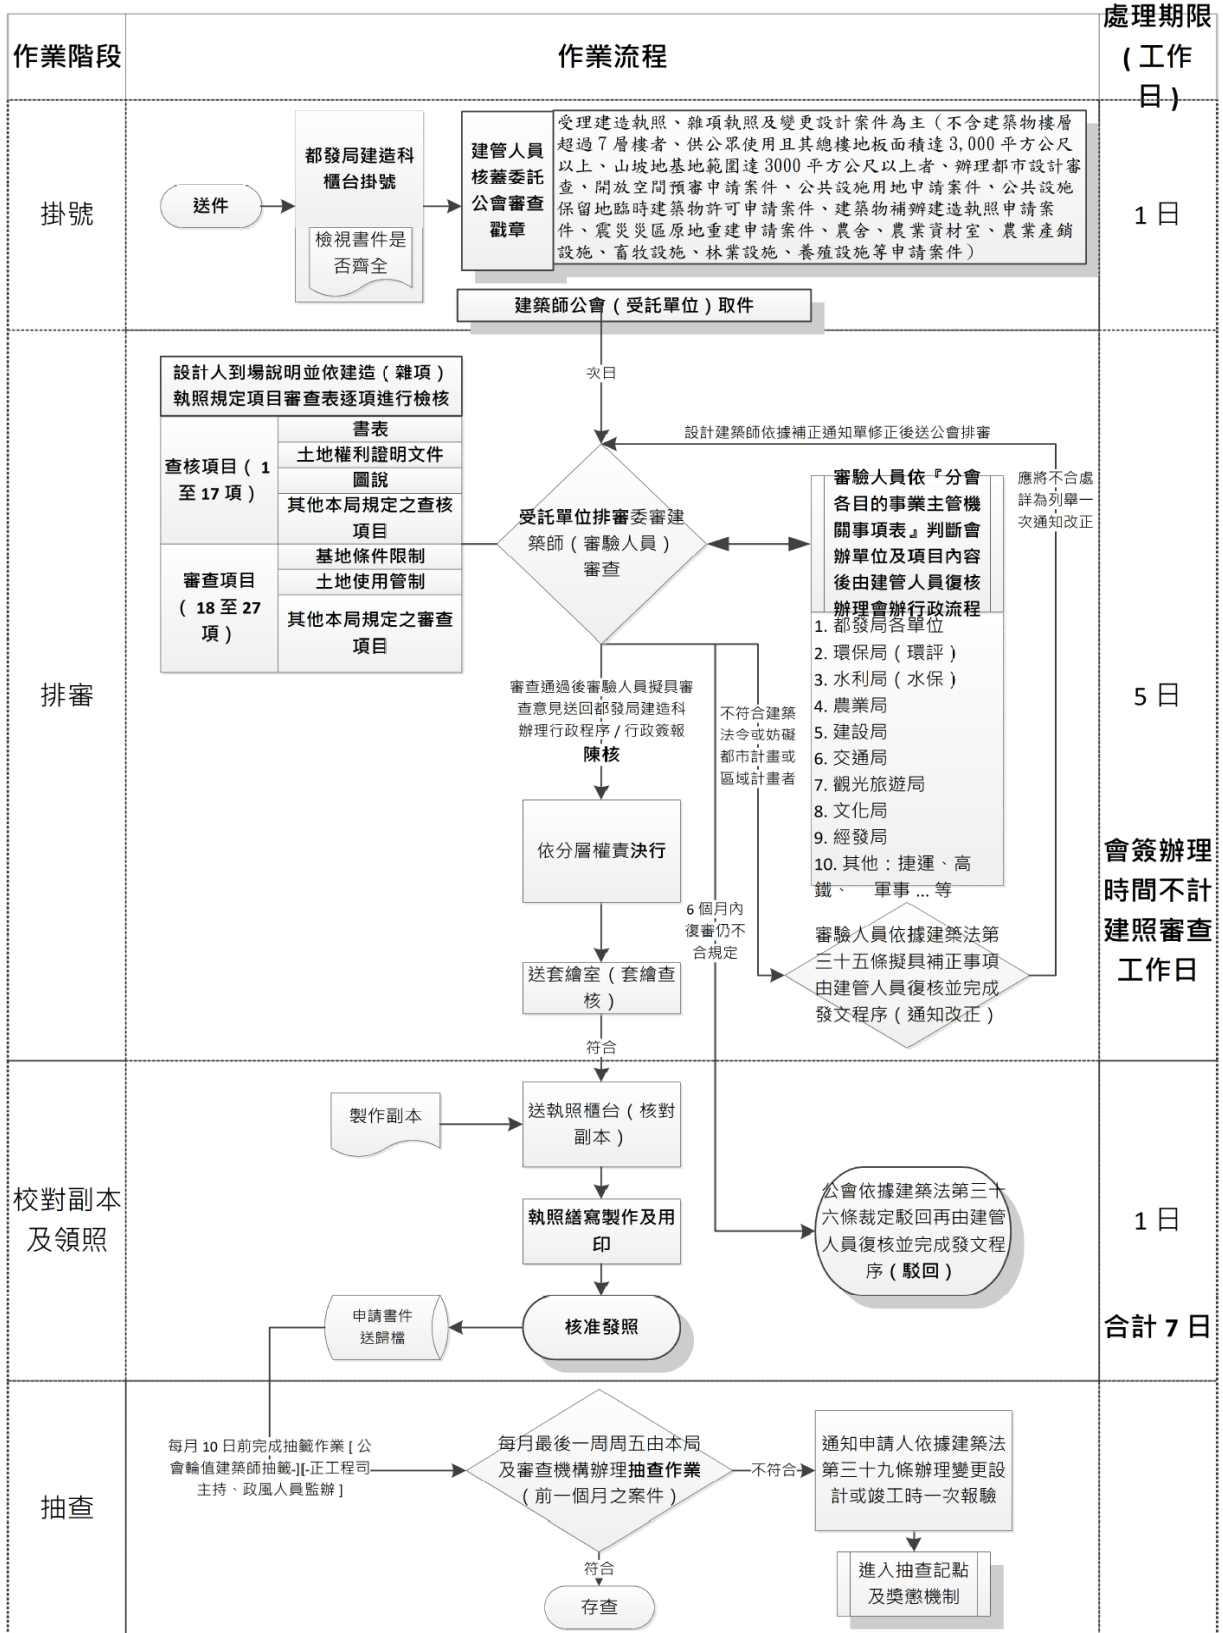 作業階段
作業流程
處理期限
(工作
日)
掛號
送件
都發局建造科
櫃台掛號
檢視書件是
否齊全
建管人員
核蓋委託
公會審查
戳章
受理建造執照、雜項執照及變更設計案件為主(不含建築物樓層
超過7層樓者、供公眾使用且其總樓地板面積達3,000平方公尺
以上、山坡地基地範圍達3000平方公尺以上者、辦理都市設計審
查、開放空間預審申請案件、公共設施用地申請案件、公共設施
保留地臨時建築物許可申請案件、建築物補辦建造執照申請案
件、震災災區原地重建申請案件、農舍、農業資材室、農業產銷
設施、畜牧設施、林業設施、養殖設施等申請案件)
1日
建築師公會(受託單位)取件
次日
排審
設計人到場說明並依建造(雜項)
執照規定項目審查表逐項進行檢核
查核項目(1
至17項)
書表
土地權利證明文件
圖說
其他本局規定之查核
項目
審查項目
(18至27
項)
基地條件限制
土地使用管制
其他本局規定之審查
項目
設計建築師依據補正通知單修正後送公會排審
受託單位排審委審建
築師(審驗人員)
審查
審驗人員依『分會
各目的事業主管機
關事項表』判斷會
辦單位及項目內容
後由建管人員復核
辦理會辦行政流程
1. 都發局各單位
2. 環保局(環評)
3. 水利局(水保)
4. 農業局
5. 建設局
6. 交通局
7. 觀光旅遊局
8. 文化局
9. 經發局
10. 其他:捷運、高
鐵、 軍事...等
應將不合處
詳為列舉一
次通知改正
審查通過後審驗人員擬具審
查意見送回都發局建造科
辦理行政程序/行政簽報
陳核
不符合建築
法令或妨礙
都市計畫或
區域計畫者
依分層權責決行
6個月內
復審仍不
合規定
送套繪室(套繪查
核)
符合
審驗人員依據建築法第
三十五條擬具補正事項
由建管人員復核並完成
發文程序(通知改正)
5日
會簽辦理
時間不計
建照審查
工作日
校對副本
及領照
製作副本
送執照櫃台(核對
副本)
執照繕寫製作及用
印
核准發照
申請書件
送歸檔
公會依據建築法第三十
六條裁定駁回再由建管
人員復核並完成發文程
序(駁回)
1日
合計7日
抽查
每月10日前完成抽籤作業[公
會輪值建築師抽籤][正工程司
主持、政風人員監辦]
每月最後一周周五由本局
及審查機構辦理抽查作業
(前一個月之案件)
不符合
通知申請人依據建築法
第三十九條辦理變更設
計或竣工時一次報驗
進入抽查記點
及獎懲機制
符合
存查